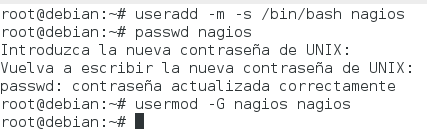 root@debian:~# useradd -m -s /bin/bash nagios
root@debian:~# passwd nagios
Introduzca la nueva contraseña de UNIX:
Vuelva a escribir la nueva contraseña de UNIX:
passwd: contraseña actualizada correctamente
root@debian:~# usermod -G nagios nagios
root@debian:~#